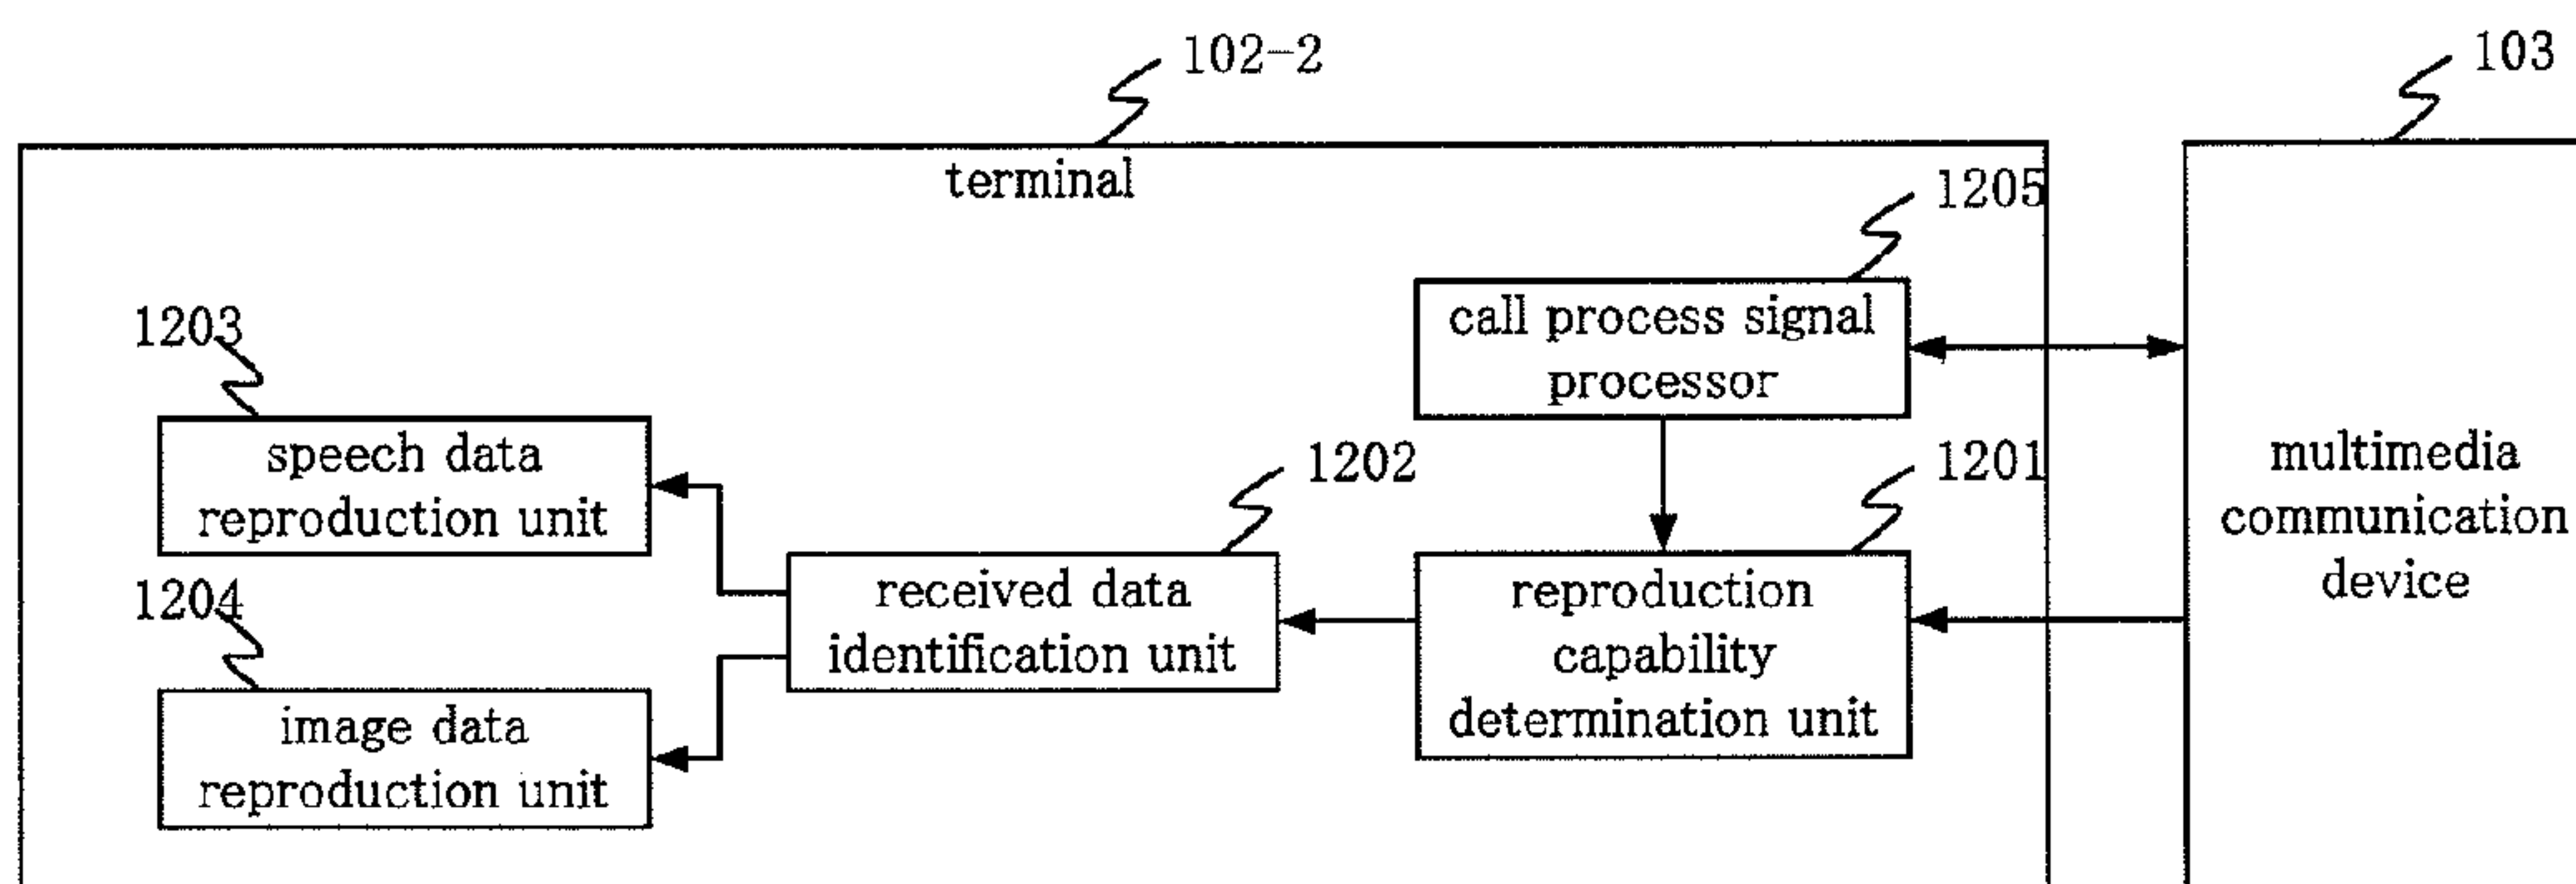 102-2
103
terminal
1205
call process signal
processor
1203
speech data
reproduction unit
1202
1201
multimedia
communication
device
received data
identification unit
reproduction
capability
determination unit
1204
image data
reproduction unit